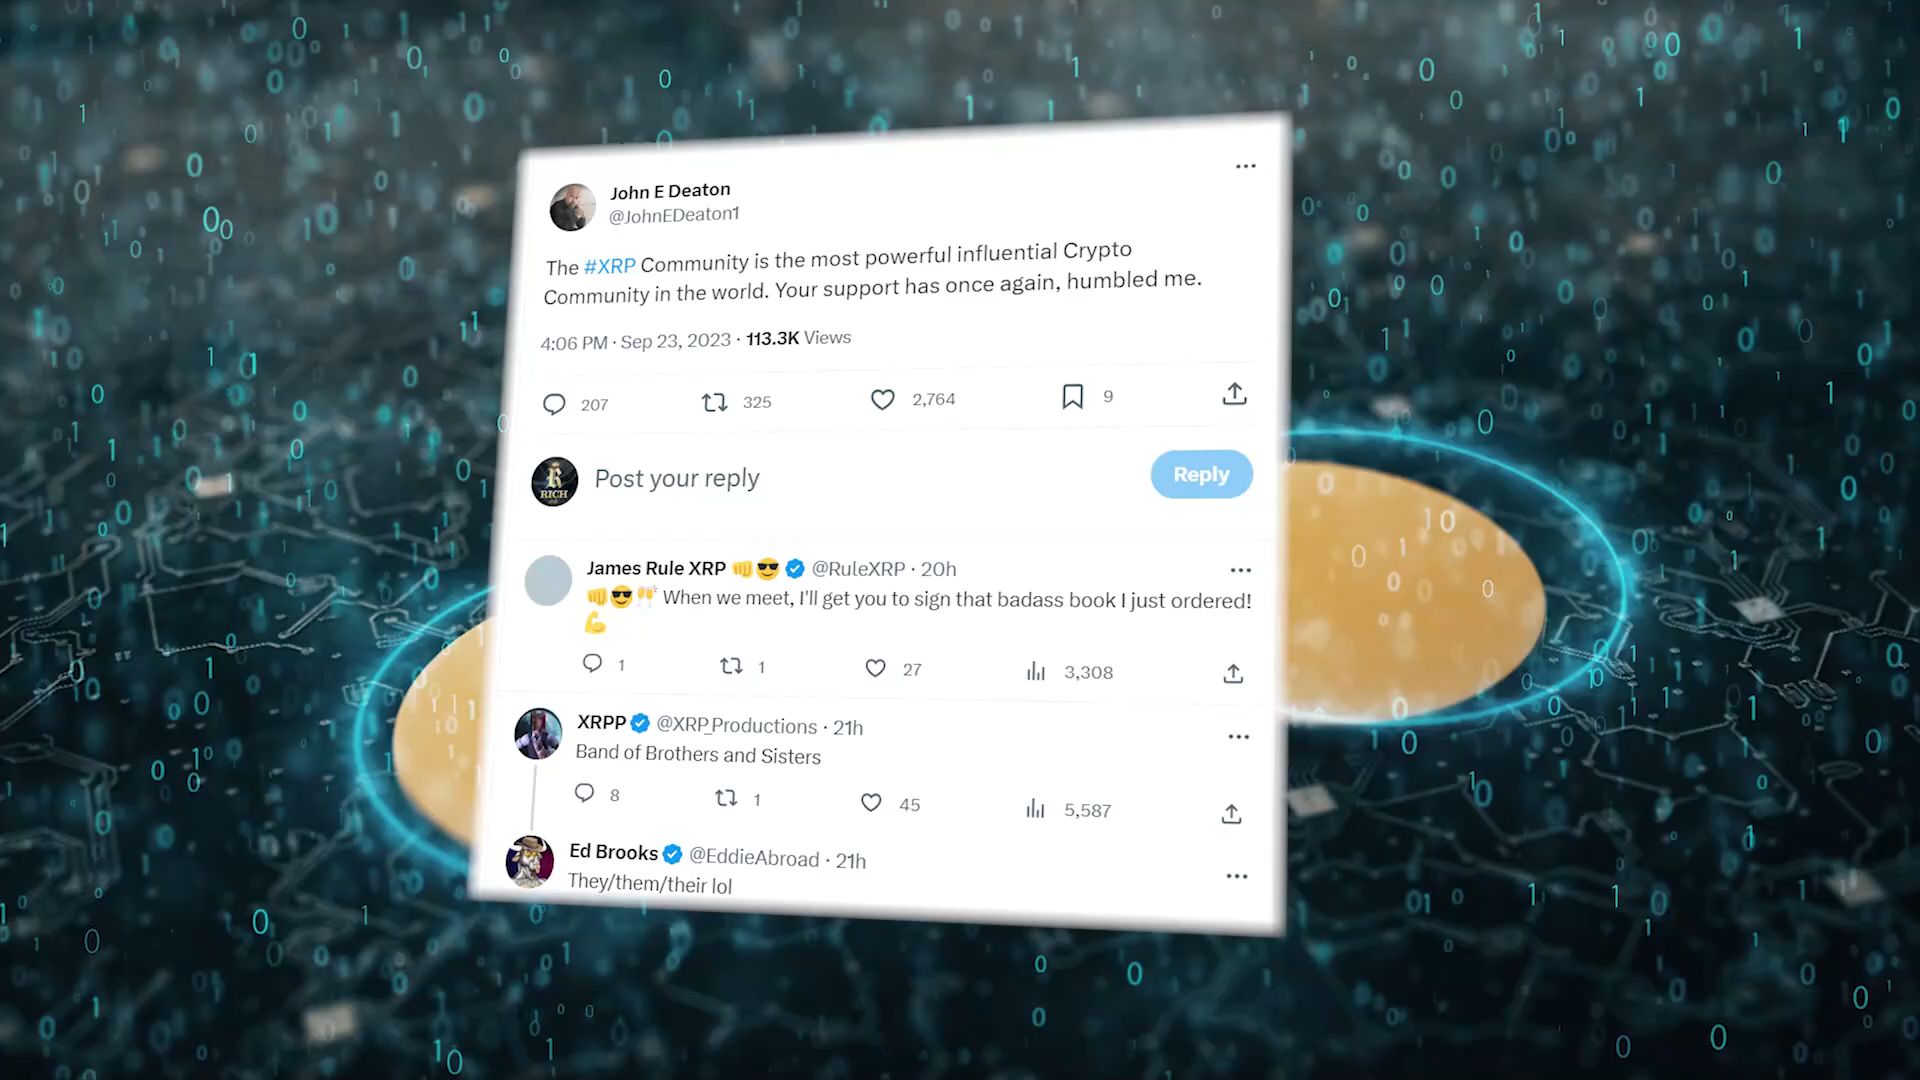 John E Deaton
@JohnEDeaton1
The #XRP Community is the most powerful influential Crypto
Community in the world. Your support has once again, humbled me.
4:06 PM · Sep 23, 2023 · 113.3K Views
207 325 2,764 9
RICH
Post your reply
Reply
James Rule XRP 👊😎 @RuleXRP · 20h
👊😎🥂 When we meet, I'll get you to sign that badass book I just ordered!
💪
1 1 27 3,308
XRPP @XRP_Productions · 21h
Band of Brothers and Sisters
8 1 45 5,587
Ed Brooks @EddieAbroad · 21h
They/them/their lol